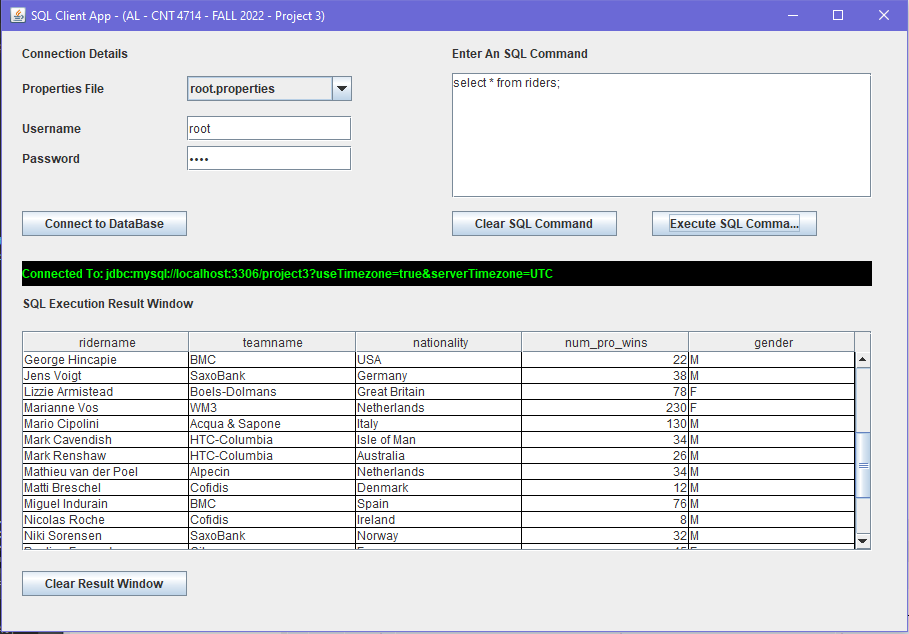 SQL Client App - (AL - CNT 4714 - FALL 2022 - Project 3)
Connection Details
Enter An SQL Command
Properties File
root.properties
select * from riders;
Username
root
Password
••••
Connect to DataBase
Clear SQL Command
Execute SQL Comma...
Connected To: jdbc:mysql://localhost:3306/project3?useTimezone=true&serverTimezone=UTC
SQL Execution Result Window
ridername teamname nationality num_pro_wins gender
George Hincapie BMC USA 22 M
Jens Voigt SaxoBank Germany 38 M
Lizzie Armistead Boels-Dolmans Great Britain 78 F
Marianne Vos WM3 Netherlands 230 F
Mario Cipolini Acqua & Sapone Italy 130 M
Mark Cavendish HTC-Columbia Isle of Man 34 M
Mark Renshaw HTC-Columbia Australia 26 M
Mathieu van der Poel Alpecin Netherlands 34 M
Matti Breschel Cofidis Denmark 12 M
Miguel Indurain BMC Spain 76 M
Nicolas Roche Cofidis Ireland 8 M
Niki Sorensen SaxoBank Norway 32 M
Clear Result Window